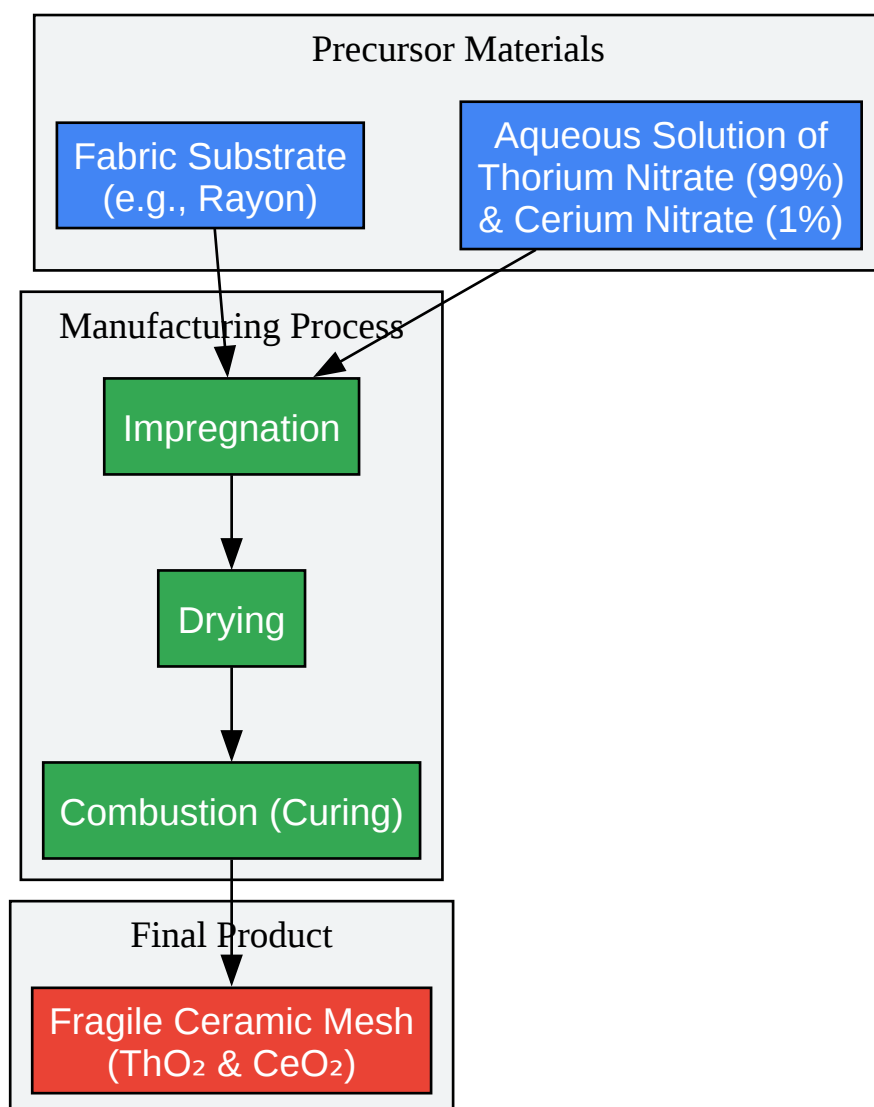 Precursor Materials
Fabric Substrate
(e.g., Rayon)
Aqueous Solution of
Thorium Nitrate (99%)
& Cerium Nitrate (1%)
Manufacturing Process
Impregnation
Drying
Combustion (Curing)
Final Product
Fragile Ceramic Mesh
(ThO₂ & CeO₂)